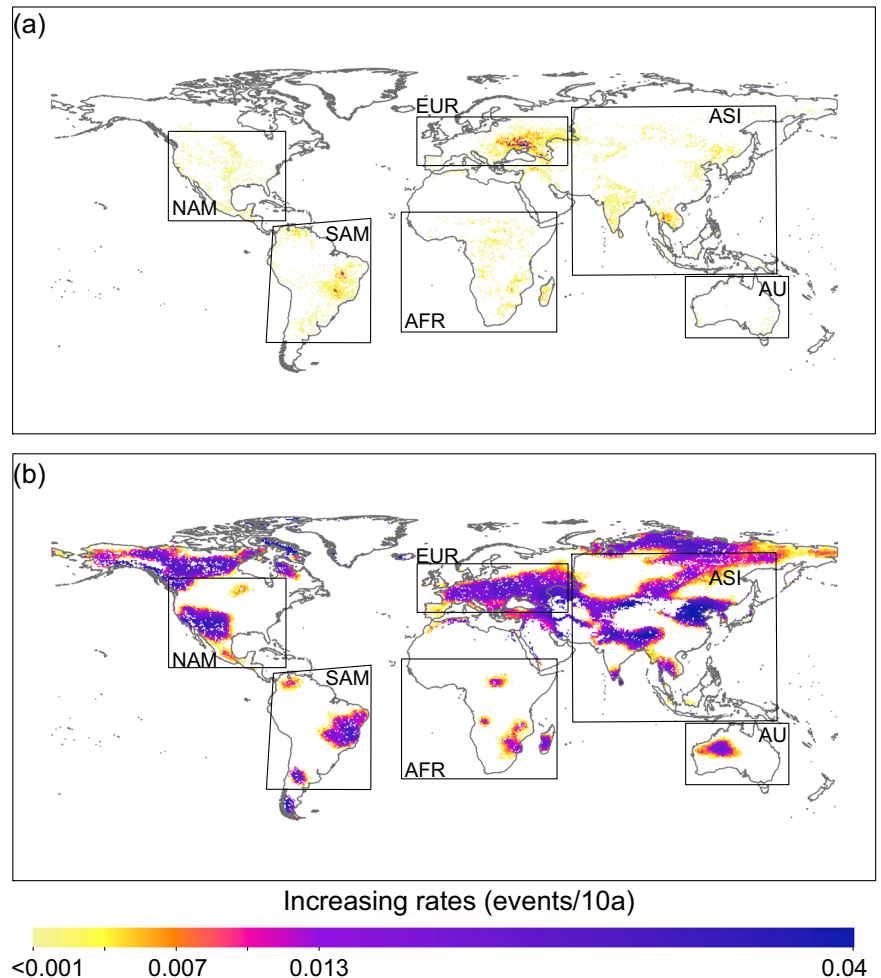 (a)
EUR
ASI
NAM
SAM
AFR
AU
(b)
EUR
ASI
NAM
SAM
AFR
AU
Increasing rates (events/10a)
<0.001 0.007 0.013 0.04